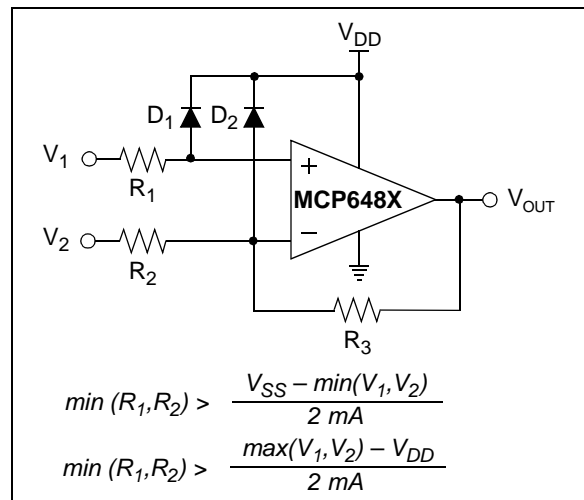 V_DD
D_1 D_2
V_1
R_1
+
MCP648X
V_OUT
V_2
R_2
–
R_3
min (R_1,R_2) > V_SS – min(V_1,V_2) / 2 mA
min (R_1,R_2) > max(V_1,V_2) – V_DD / 2 mA